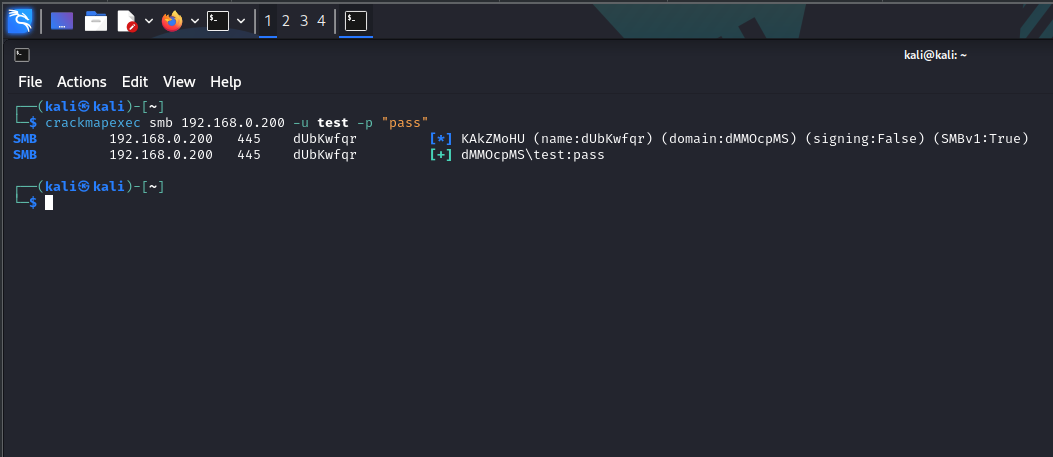 1 2 3 4
kali@kali: ~
File Actions Edit View Help
┌──(kali㉿kali)-[~]
└─$ crackmapexec smb 192.168.0.200 -u test -p "pass"
SMB 192.168.0.200 445 dUbKwfqr [*] KAkZMoHU (name:dUbKwfqr) (domain:dMMOcpMS) (signing:False) (SMBv1:True)
SMB 192.168.0.200 445 dUbKwfqr [+] dMMOcpMS\test:pass
┌──(kali㉿kali)-[~]
└─$